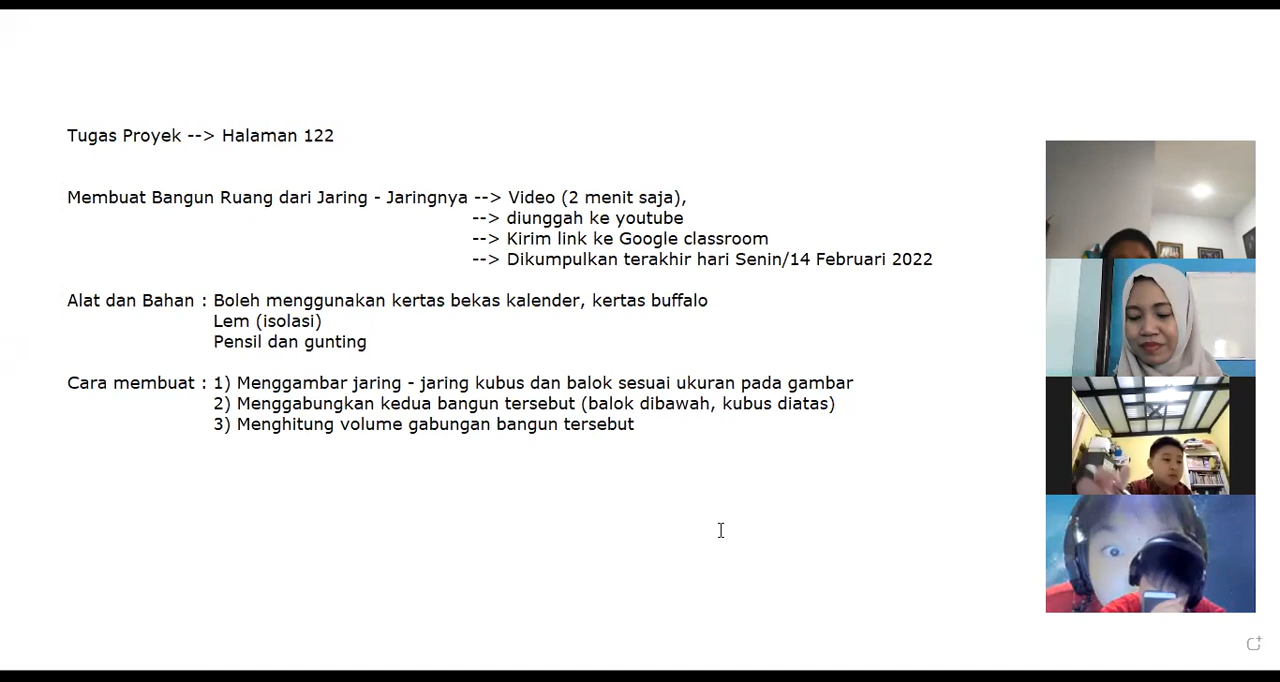 Tugas Proyek --> Halaman 122
Membuat Bangun Ruang dari Jaring - Jaringnya --> Video (2 menit saja),
--> diunggah ke youtube
--> Kirim link ke Google classroom
--> Dikumpulkan terakhir hari Senin/14 Februari 2022
Alat dan Bahan : Boleh menggunakan kertas bekas kalender, kertas buffalo
Lem (isolasi)
Pensil dan gunting
Cara membuat : 1) Menggambar jaring - jaring kubus dan balok sesuai ukuran pada gambar
2) Menggabungkan kedua bangun tersebut (balok dibawah, kubus diatas)
3) Menghitung volume gabungan bangun tersebut